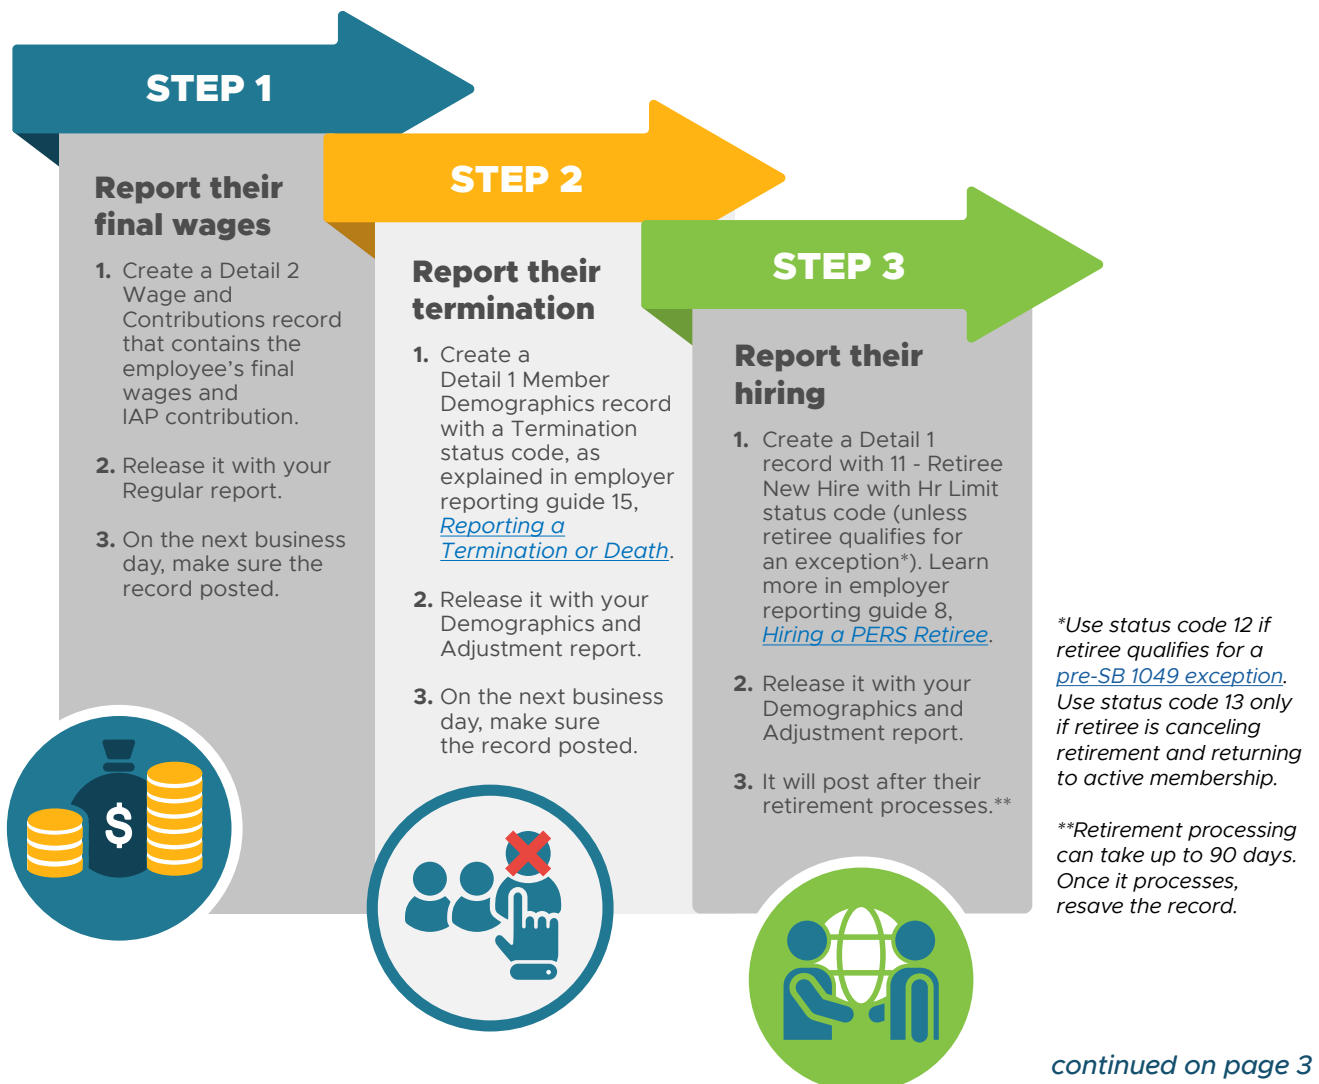 STEP 1
Report their
final wages
1. Create a Detail 2
Wage and
Contributions record
that contains the
employee’s final
wages and
IAP contribution.
2. Release it with your
Regular report.
3. On the next business
day, make sure the
record posted.
$
STEP 2
Report their
termination
1. Create a
Detail 1 Member
Demographics record
with a Termination
status code, as
explained in employer
reporting guide 15,
Reporting a
Termination or Death.
2. Release it with your
Demographics and
Adjustment report.
3. On the next business
day, make sure
the record posted.
STEP 3
Report their
hiring
1. Create a Detail 1
record with 11 - Retiree
New Hire with Hr Limit
status code (unless
retiree qualifies for
an exception*). Learn
more in employer
reporting guide 8,
Hiring a PERS Retiree.
2. Release it with your
Demographics and
Adjustment report.
3. It will post after their
retirement processes.**
*Use status code 12 if
retiree qualifies for a
pre-SB 1049 exception.
Use status code 13 only
if retiree is canceling
retirement and returning
to active membership.
**Retirement processing
can take up to 90 days.
Once it processes,
resave the record.
continued on page 3